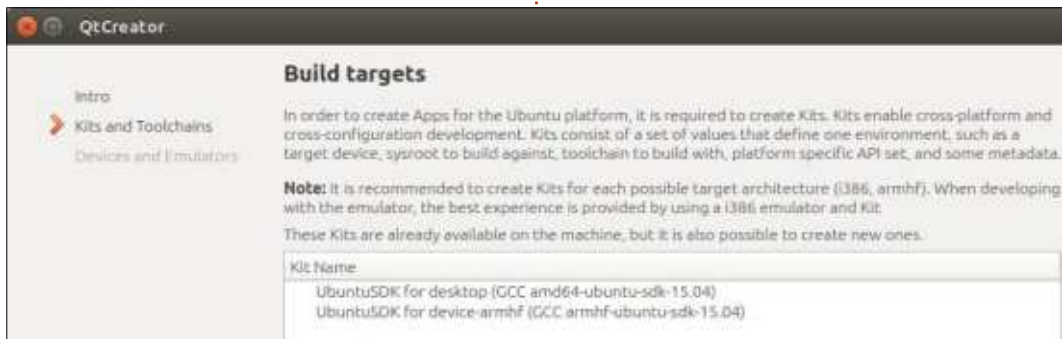 QtCreator
Intro
Kits and Toolchains
Devices and Emulators
Build targets
In order to create Apps for the Ubuntu platform, it is required to create Kits. Kits enable cross-platform and
cross-configuration development. Kits consist of a set of values that define one environment, such as a
target device, sysroot to build against, toolchain to build with, platform specific API set, and some metadata.
Note: It is recommended to create Kits for each possible target architecture (i386, armhf). When developing
with the emulator, the best experience is provided by using a i386 emulator and Kit
These Kits are already available on the machine, but it is also possible to create new ones.
Kit Name
UbuntuSDK for desktop (GCC amd64-ubuntu-sdk-15.04)
UbuntuSDK for device-armhf (GCC armhf-ubuntu-sdk-15.04)